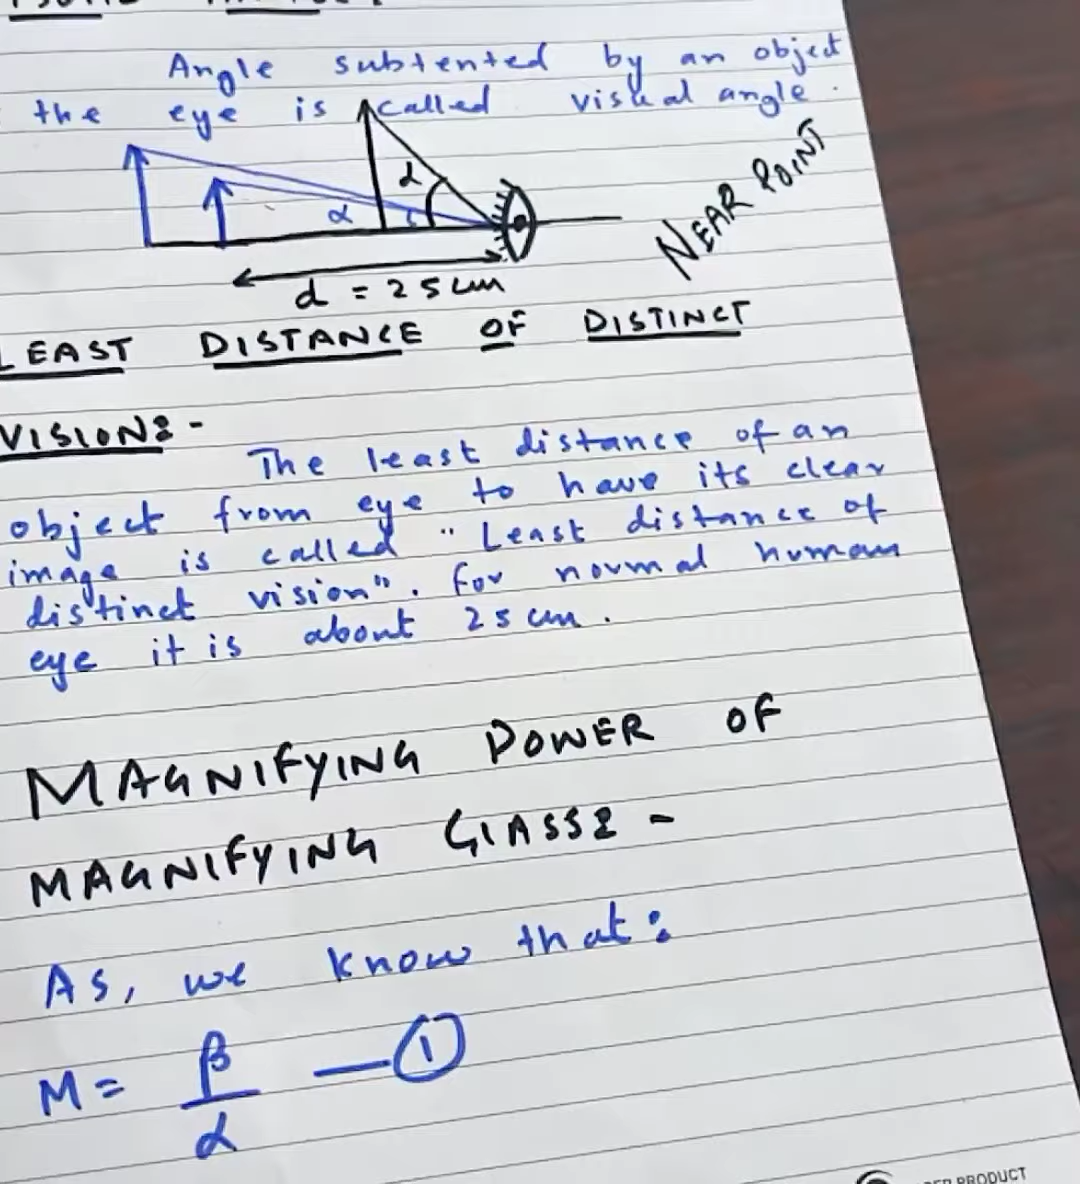 Angle subtented by an object
the eye is called visual angle.
α
α
NEAR POINT
d = 25 cm
LEAST DISTANCE OF DISTINCT
VISION:-
The least distance of an
object from eye to have its clear
image is called "Least distance of
distinct vision". For normal human
eye it is about 25 cm.
MAGNIFYING POWER OF
MAGNIFYING GlASS:-
As, we know that:
M = β/α —①
PRODUCT